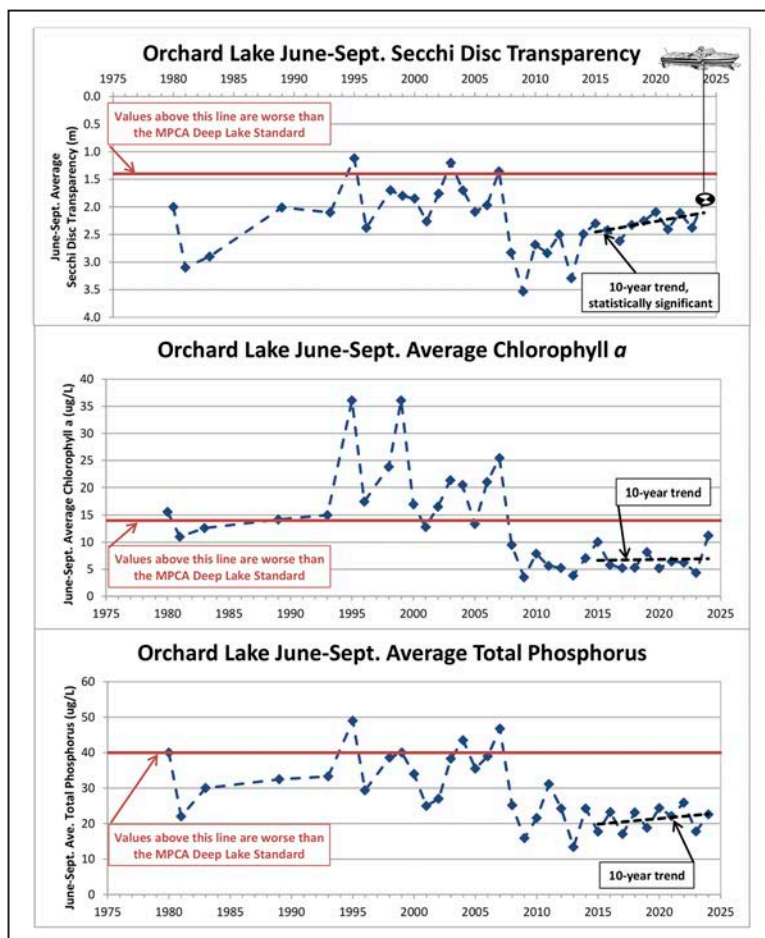 Orchard Lake June-Sept. Secchi Disc Transparency
1975 1980 1985 1990 1995 2000 2005 2010 2015 2020 2025
0.0
0.5
1.0
1.5
2.0
2.5
3.0
3.5
4.0
June-Sept. Average
Secchi Disc Transparency (m)
Values above this line are worse than
the MPCA Deep Lake Standard
10-year trend,
statistically significant
Orchard Lake June-Sept. Average Chlorophyll a
40
35
30
25
20
15
10
5
0
June-Sept. Average Chlorophyll a (ug/L)
10-year trend
Values above this line are worse than
the MPCA Deep Lake Standard
1975 1980 1985 1990 1995 2000 2005 2010 2015 2020 2025
Orchard Lake June-Sept. Average Total Phosphorus
60
50
40
30
20
10
0
June-Sept. Ave. Total Phosphorus (ug/L)
Values above this line are worse than
the MPCA Deep Lake Standard
10-year trend
1975 1980 1985 1990 1995 2000 2005 2010 2015 2020 2025